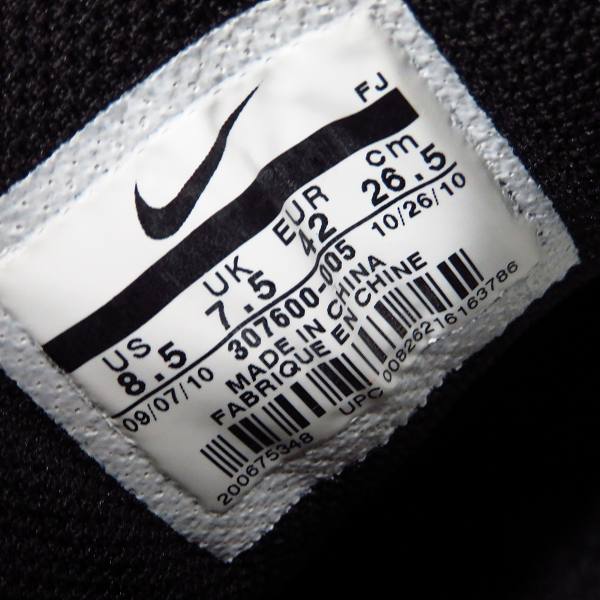 FJ
US UK EUR cm
8.5 7.5 42 26.5
09/07/10 307600-005 10/26/10
MADE IN CHINA
FABRIQUE EN CHINE
200675348 UPC 00826216163786